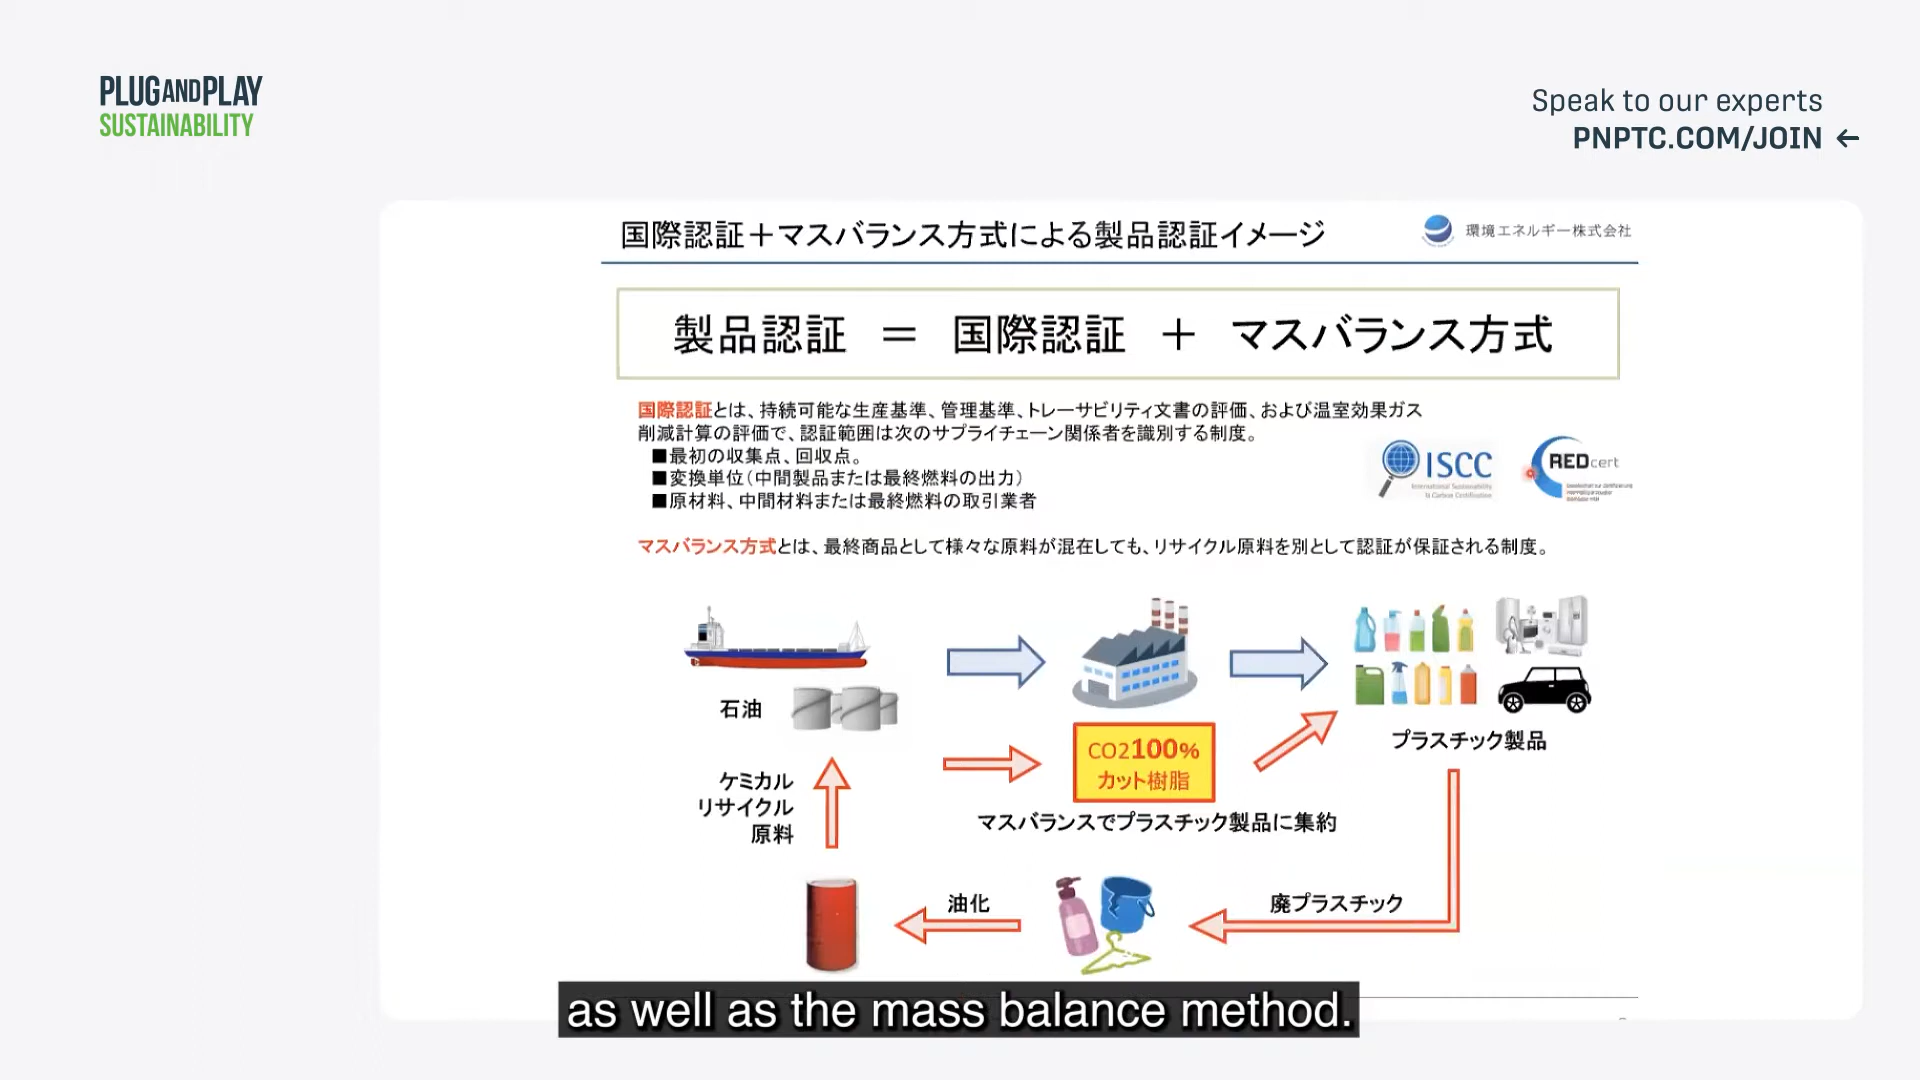 PLUGANDPLAY
SUSTAINABILITY
Speak to our experts
PNPTC.COM/JOIN ←
国際認証＋マスバランス方式による製品認証イメージ
環境エネルギー株式会社
製品認証 ＝ 国際認証 ＋ マスバランス方式
国際認証とは、持続可能な生産基準、管理基準、トレーサビリティ文書の評価、および温室効果ガス
削減計算の評価で、認証範囲は次のサプライチェーン関係者を識別する制度。
■最初の収集点、回収点。
■変換単位（中間製品または最終燃料の出力）
■原材料、中間材料または最終燃料の取引業者
ISCC
International Sustainability
& Carbon Certification
REDcert
マスバランス方式とは、最終商品として様々な原料が混在しても、リサイクル原料を別として認証が保証される制度。
石油
プラスチック製品
CO2100%
カット樹脂
ケミカル
リサイクル
原料
マスバランスでプラスチック製品に集約
油化
廃プラスチック
as well as the mass balance method.